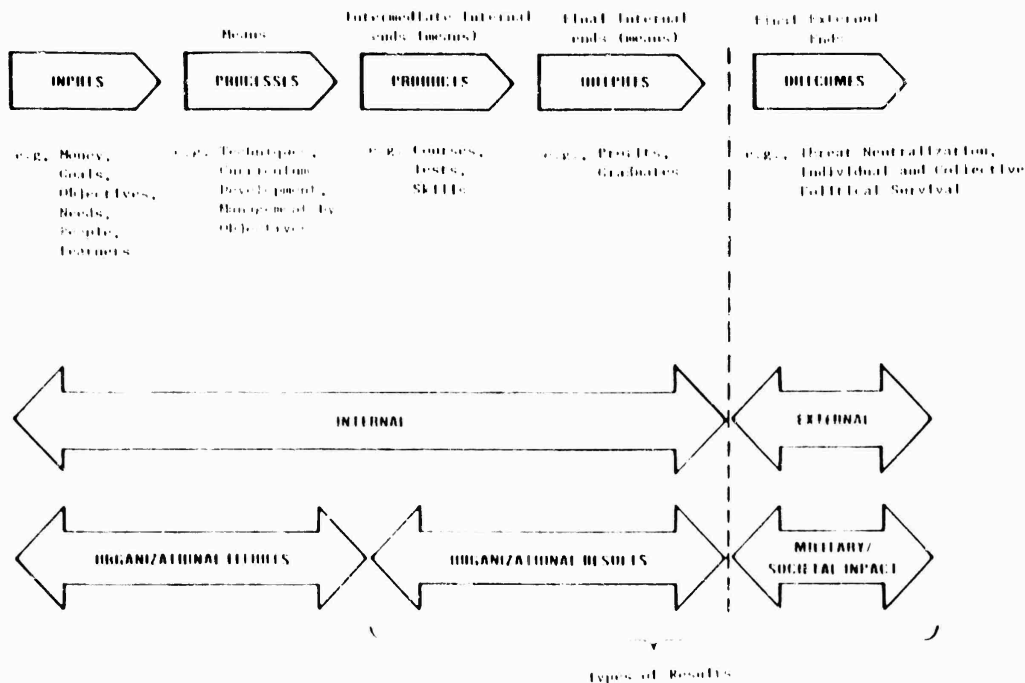 Intermediate Internal
ends (means)
Final Internal
ends (means)
Final External
Ends
Means
INPUTS
PROCESSES
PRODUCTS
OUTPUTS
OUTCOMES
e.g, Money,
Goals,
Objectives,
Needs,
People,
Learners
e.g, Techniques,
Curriculum
Development,
Management by
Objectives
e.g, Courses,
Tests,
Skills
e.g, Profits,
Graduates
e.g., Threat Neutralization,
Individual and Collective
Political Survival
INTERNAL
EXTERNAL
ORGANIZATIONAL EFFORTS
ORGANIZATIONAL RESULTS
MILITARY/
SOCIETAL IMPACT
Types of Results